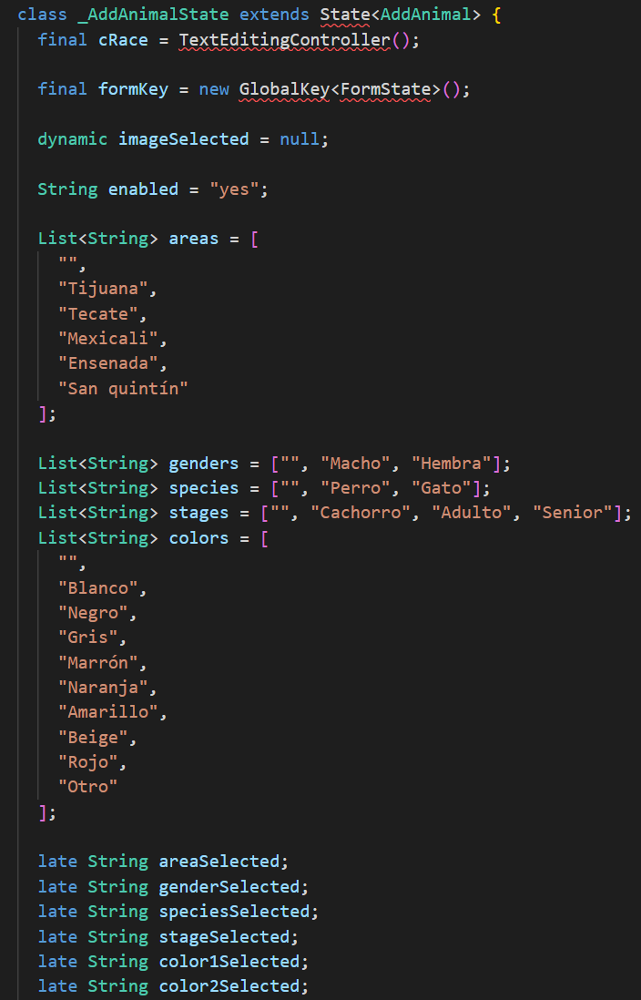 class _AddAnimalState extends State<AddAnimal> {
  final cRace = TextEditingController();

  final formKey = new GlobalKey<FormState>();

  dynamic imageSelected = null;

  String enabled = "yes";

  List<String> areas = [
    "",
    "Tijuana",
    "Tecate",
    "Mexicali",
    "Ensenada",
    "San quintín"
  ];

  List<String> genders = ["", "Macho", "Hembra"];
  List<String> species = ["", "Perro", "Gato"];
  List<String> stages = ["", "Cachorro", "Adulto", "Senior"];
  List<String> colors = [
    "",
    "Blanco",
    "Negro",
    "Gris",
    "Marrón",
    "Naranja",
    "Amarillo",
    "Beige",
    "Rojo",
    "Otro"
  ];

  late String areaSelected;
  late String genderSelected;
  late String speciesSelected;
  late String stageSelected;
  late String color1Selected;
  late String color2Selected;